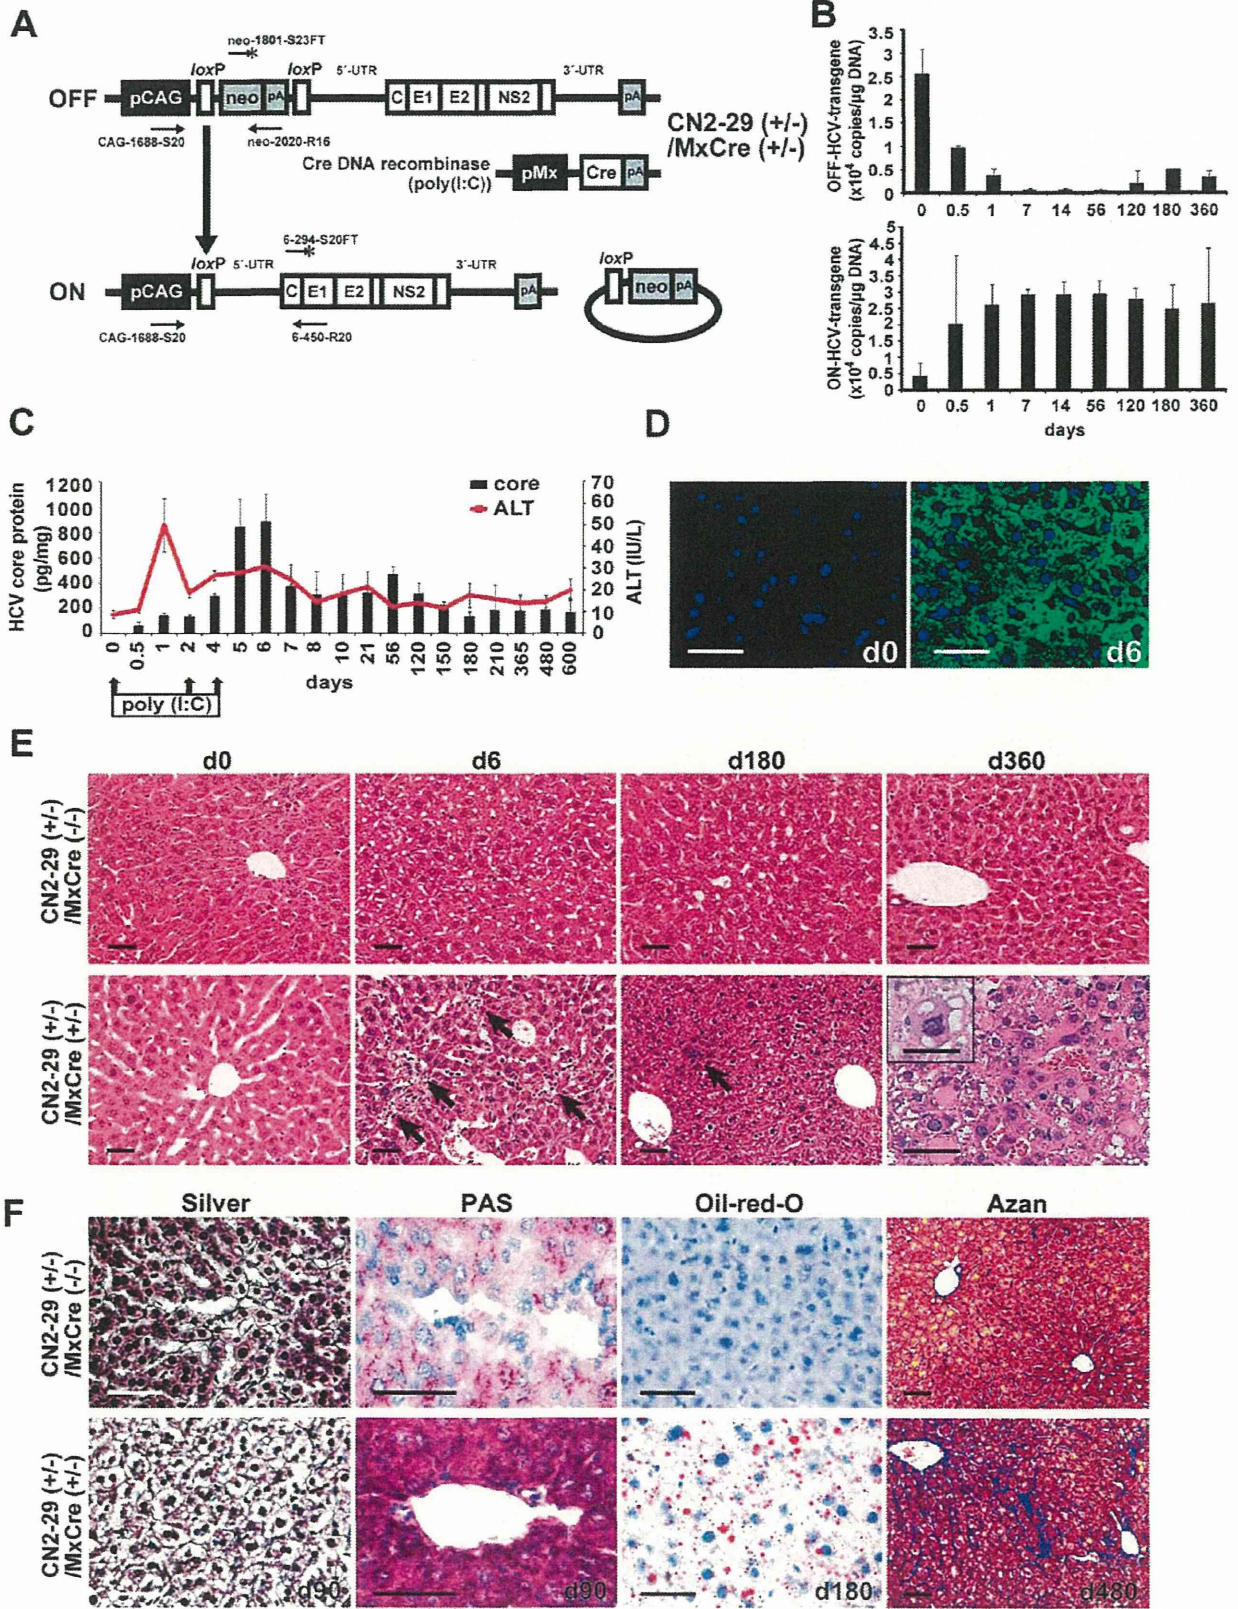 A
neo-1801-S23FT
*
loxP loxP 5´-UTR 3´-UTR
OFF pCAG neo pA C E1 E2 NS2 pA
CAG-1688-S20 neo-2020-R16
CN2-29 (+/-)
/MxCre (+/-)
Cre DNA recombinase
(poly(I:C))
pMx Cre pA
6-294-S20FT
*
loxP 5´-UTR 3´-UTR
ON pCAG C E1 E2 NS2 pA
CAG-1688-S20 6-450-R20
loxP
neo pA
B
OFF-HCV-transgene
(x10⁴ copies/µg DNA)
3.5
3
2.5
2
1.5
1
0.5
0
0 0.5 1 7 14 56 120 180 360
ON-HCV-transgene
(x10⁴ copies/µg DNA)
5
4.5
4
3.5
3
2.5
2
1.5
1
0.5
0
0 0.5 1 7 14 56 120 180 360
days
C
HCV core protein
(pg/mg)
1200
1000
800
600
400
200
0
core
ALT
70
60
50
40
30
20
10
0
ALT (IU/L)
0 0.5 1 2 4 5 6 7 8 10 21 56 120 150 180 210 365 480 600
days
poly (I:C)
D
d0
d6
E
d0 d6 d180 d360
CN2-29 (+/-)
/MxCre (-/-)
CN2-29 (+/-)
/MxCre (+/-)
F
Silver PAS Oil-red-O Azan
CN2-29 (+/-)
/MxCre (-/-)
CN2-29 (+/-)
/MxCre (+/-)
d90 d90 d180 d480